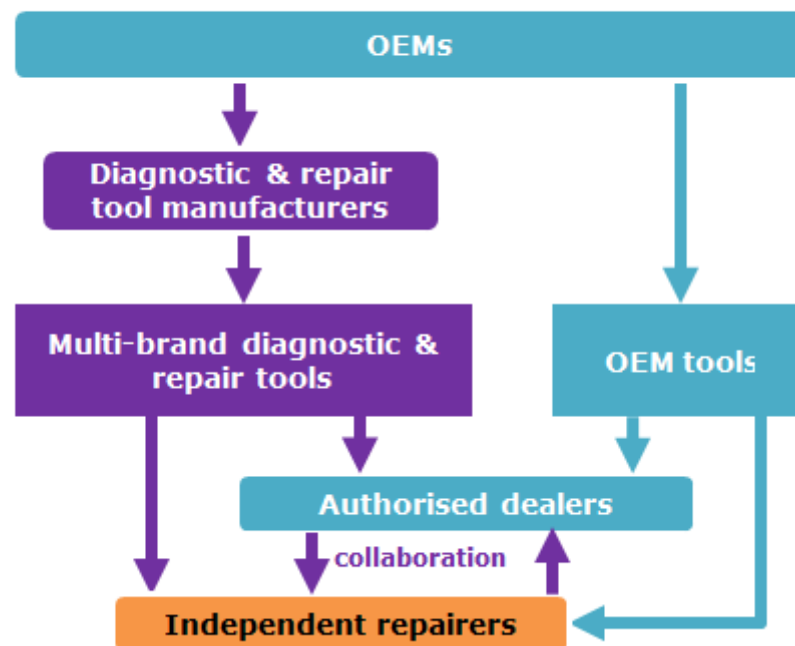 OEMs
Diagnostic & repair
tool manufacturers
Multi-brand diagnostic &
repair tools
OEM tools
Authorised dealers
collaboration
Independent repairers